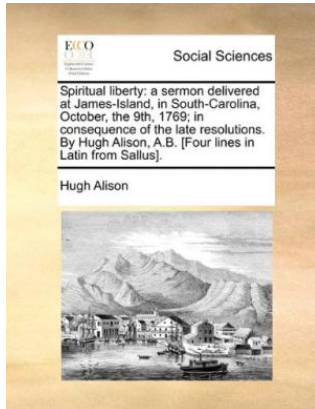 ECCO
Social Sciences
Spiritual liberty: a sermon delivered
at James-Island, in South-Carolina,
October, the 9th, 1769; in
consequence of the late resolutions.
By Hugh Alison, A.B. [Four lines in
Latin from Sallus].
Hugh Alison